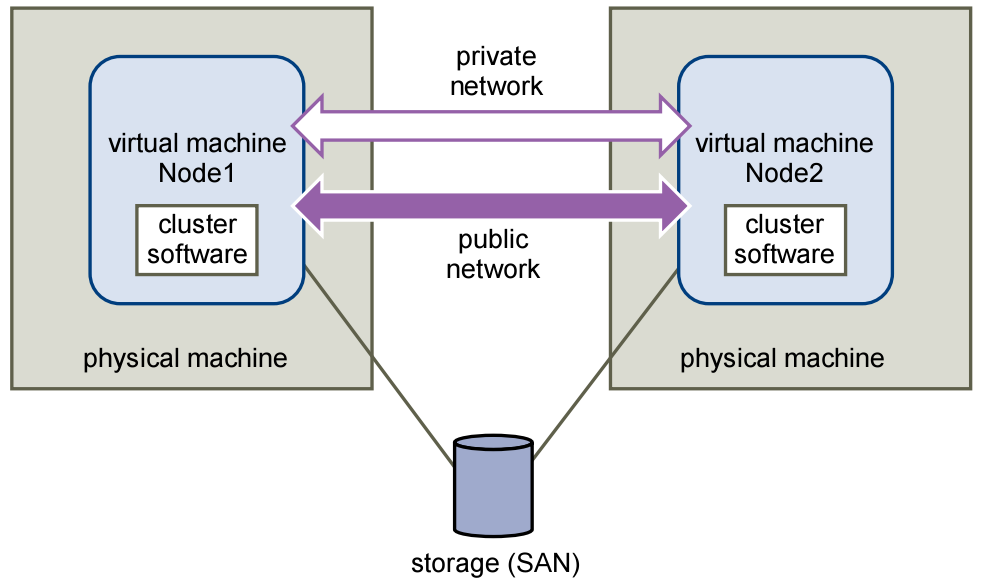 private
network
virtual machine
Node1
virtual machine
Node2
cluster
software
cluster
software
public
network
physical machine
physical machine
storage (SAN)